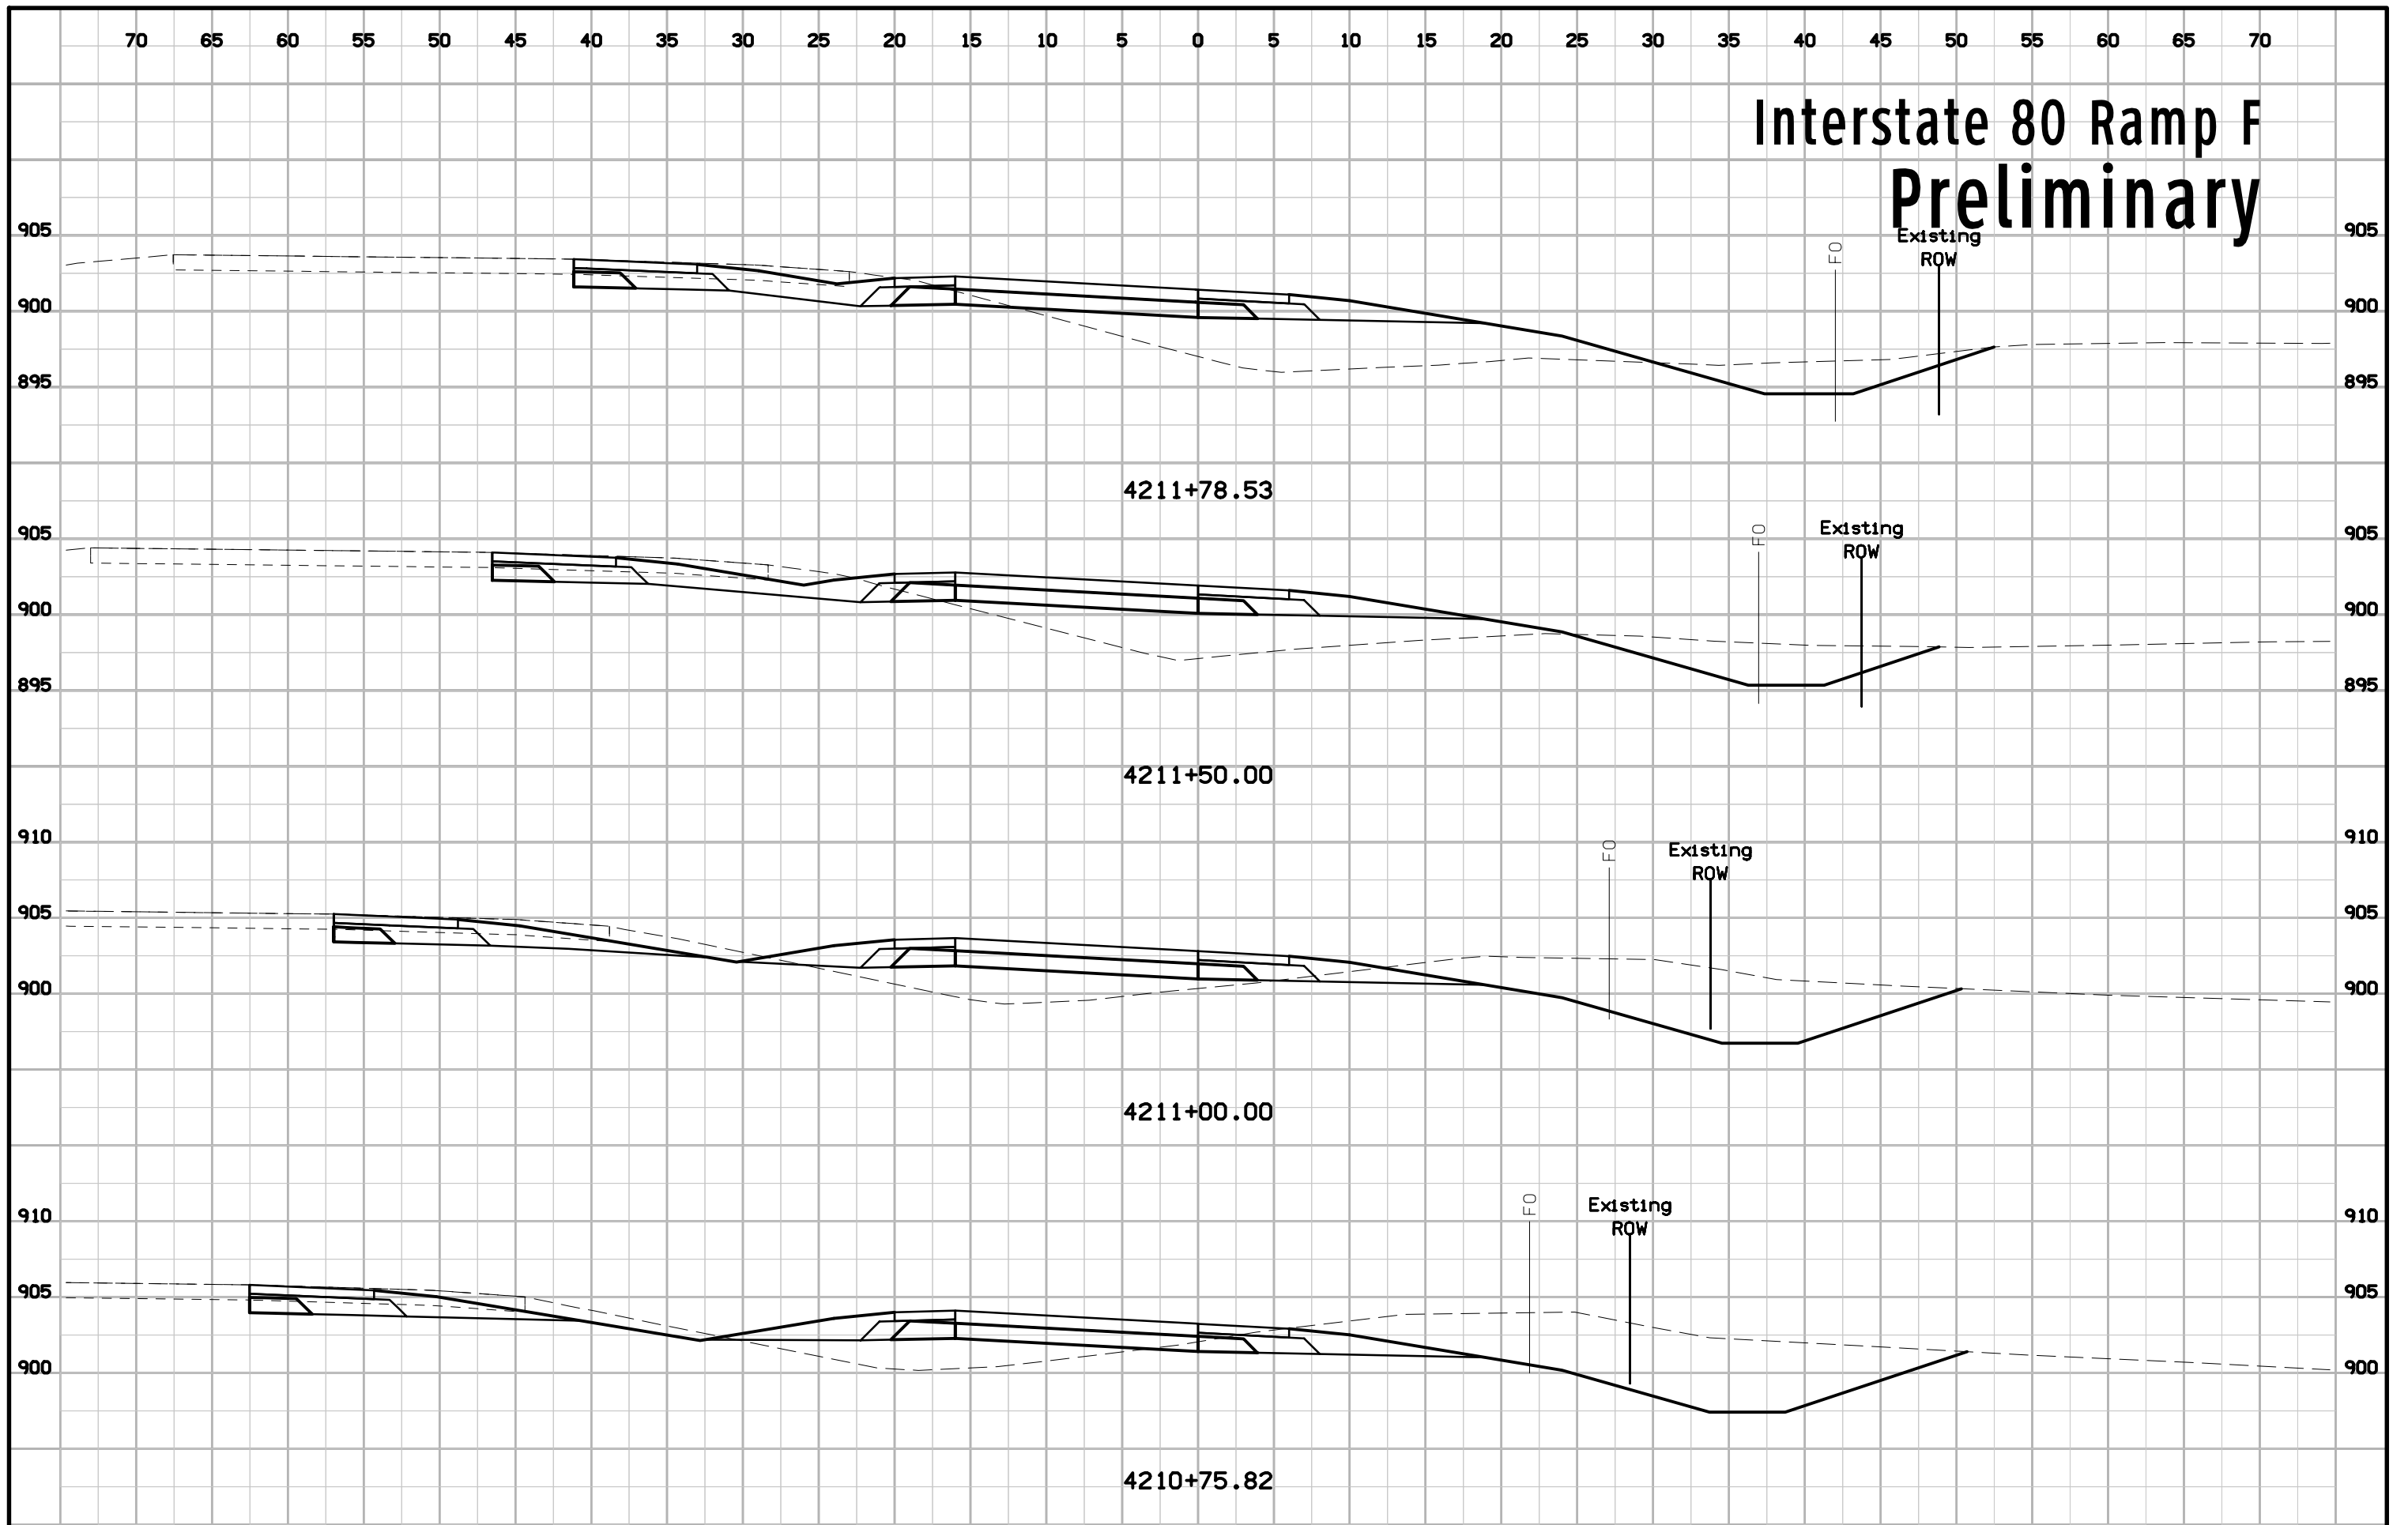 70 65 60 55 50 45 40 35 30 25 20 15 10 5 0 5 10 15 20 25 30 35 40 45 50 55 60 65 70
Interstate 80 Ramp F
Preliminary
905 905
FO
Existing
ROW
900 900
895 895
4211+78.53
905 905
FO
Existing
ROW
900 900
895 895
4211+50.00
910 910
FO
Existing
ROW
905 905
900 900
4211+00.00
910 910
FO
Existing
ROW
905 905
900 900
4210+75.82